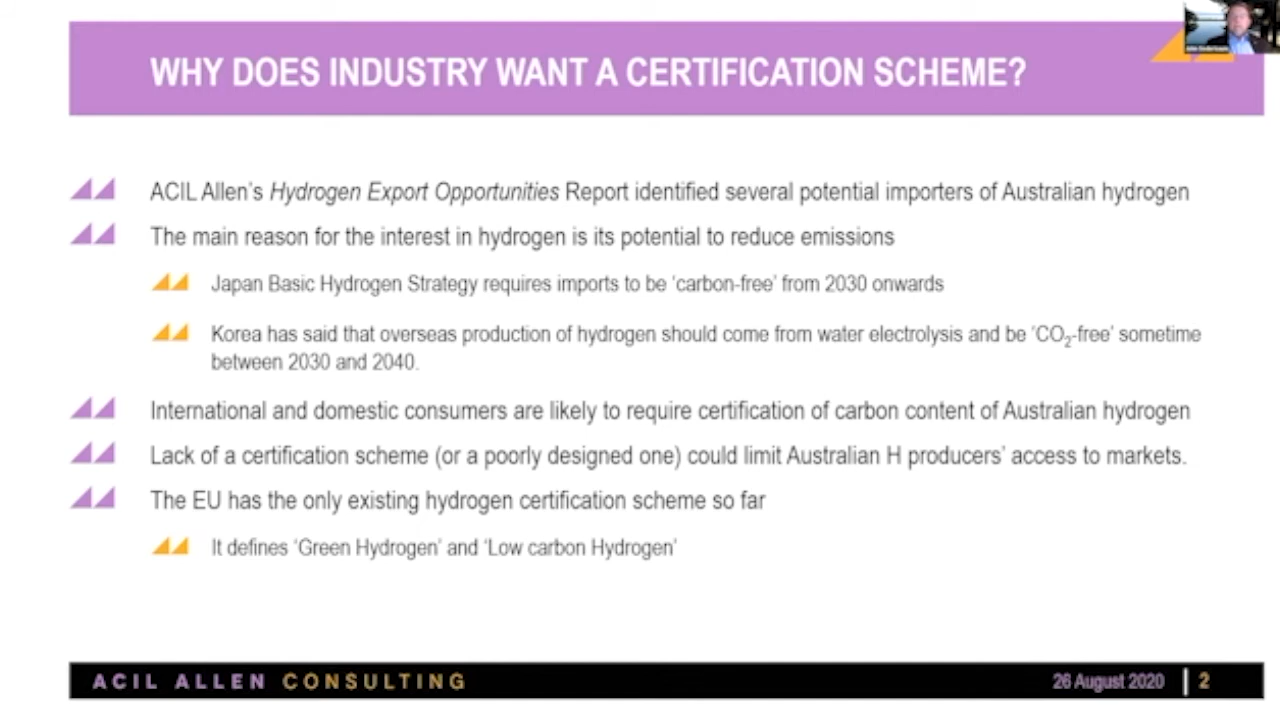 WHY DOES INDUSTRY WANT A CERTIFICATION SCHEME?
ACIL Allen's Hydrogen Export Opportunities Report identified several potential importers of Australian hydrogen
The main reason for the interest in hydrogen is its potential to reduce emissions
Japan Basic Hydrogen Strategy requires imports to be 'carbon-free' from 2030 onwards
Korea has said that overseas production of hydrogen should come from water electrolysis and be 'CO₂-free' sometime
between 2030 and 2040.
International and domestic consumers are likely to require certification of carbon content of Australian hydrogen
Lack of a certification scheme (or a poorly designed one) could limit Australian H producers' access to markets.
The EU has the only existing hydrogen certification scheme so far
It defines 'Green Hydrogen' and 'Low carbon Hydrogen'
ACIL ALLEN CONSULTING
26 August 2020 | 2